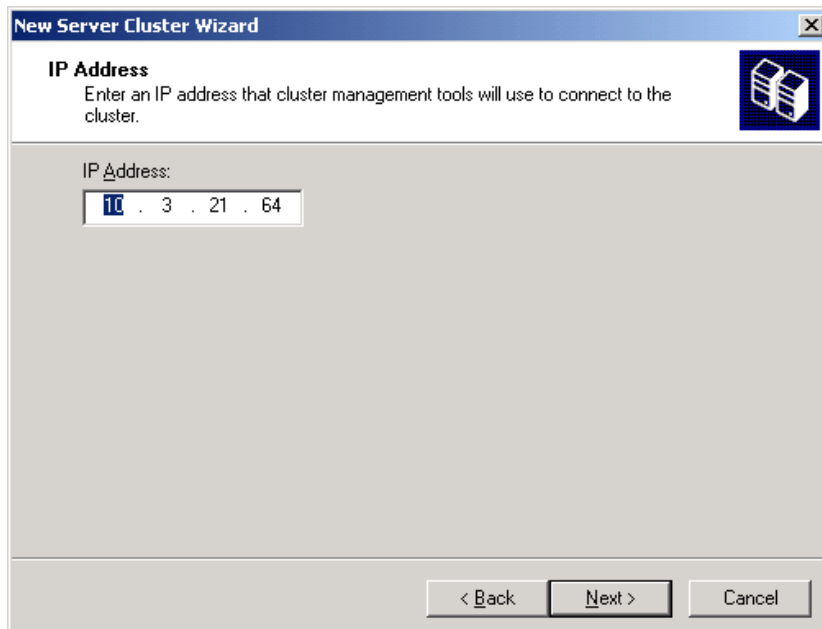 New Server Cluster Wizard
IP Address
Enter an IP address that cluster management tools will use to connect to the
cluster.
IP Address:
10 . 3 . 21 . 64
< Back
Next >
Cancel